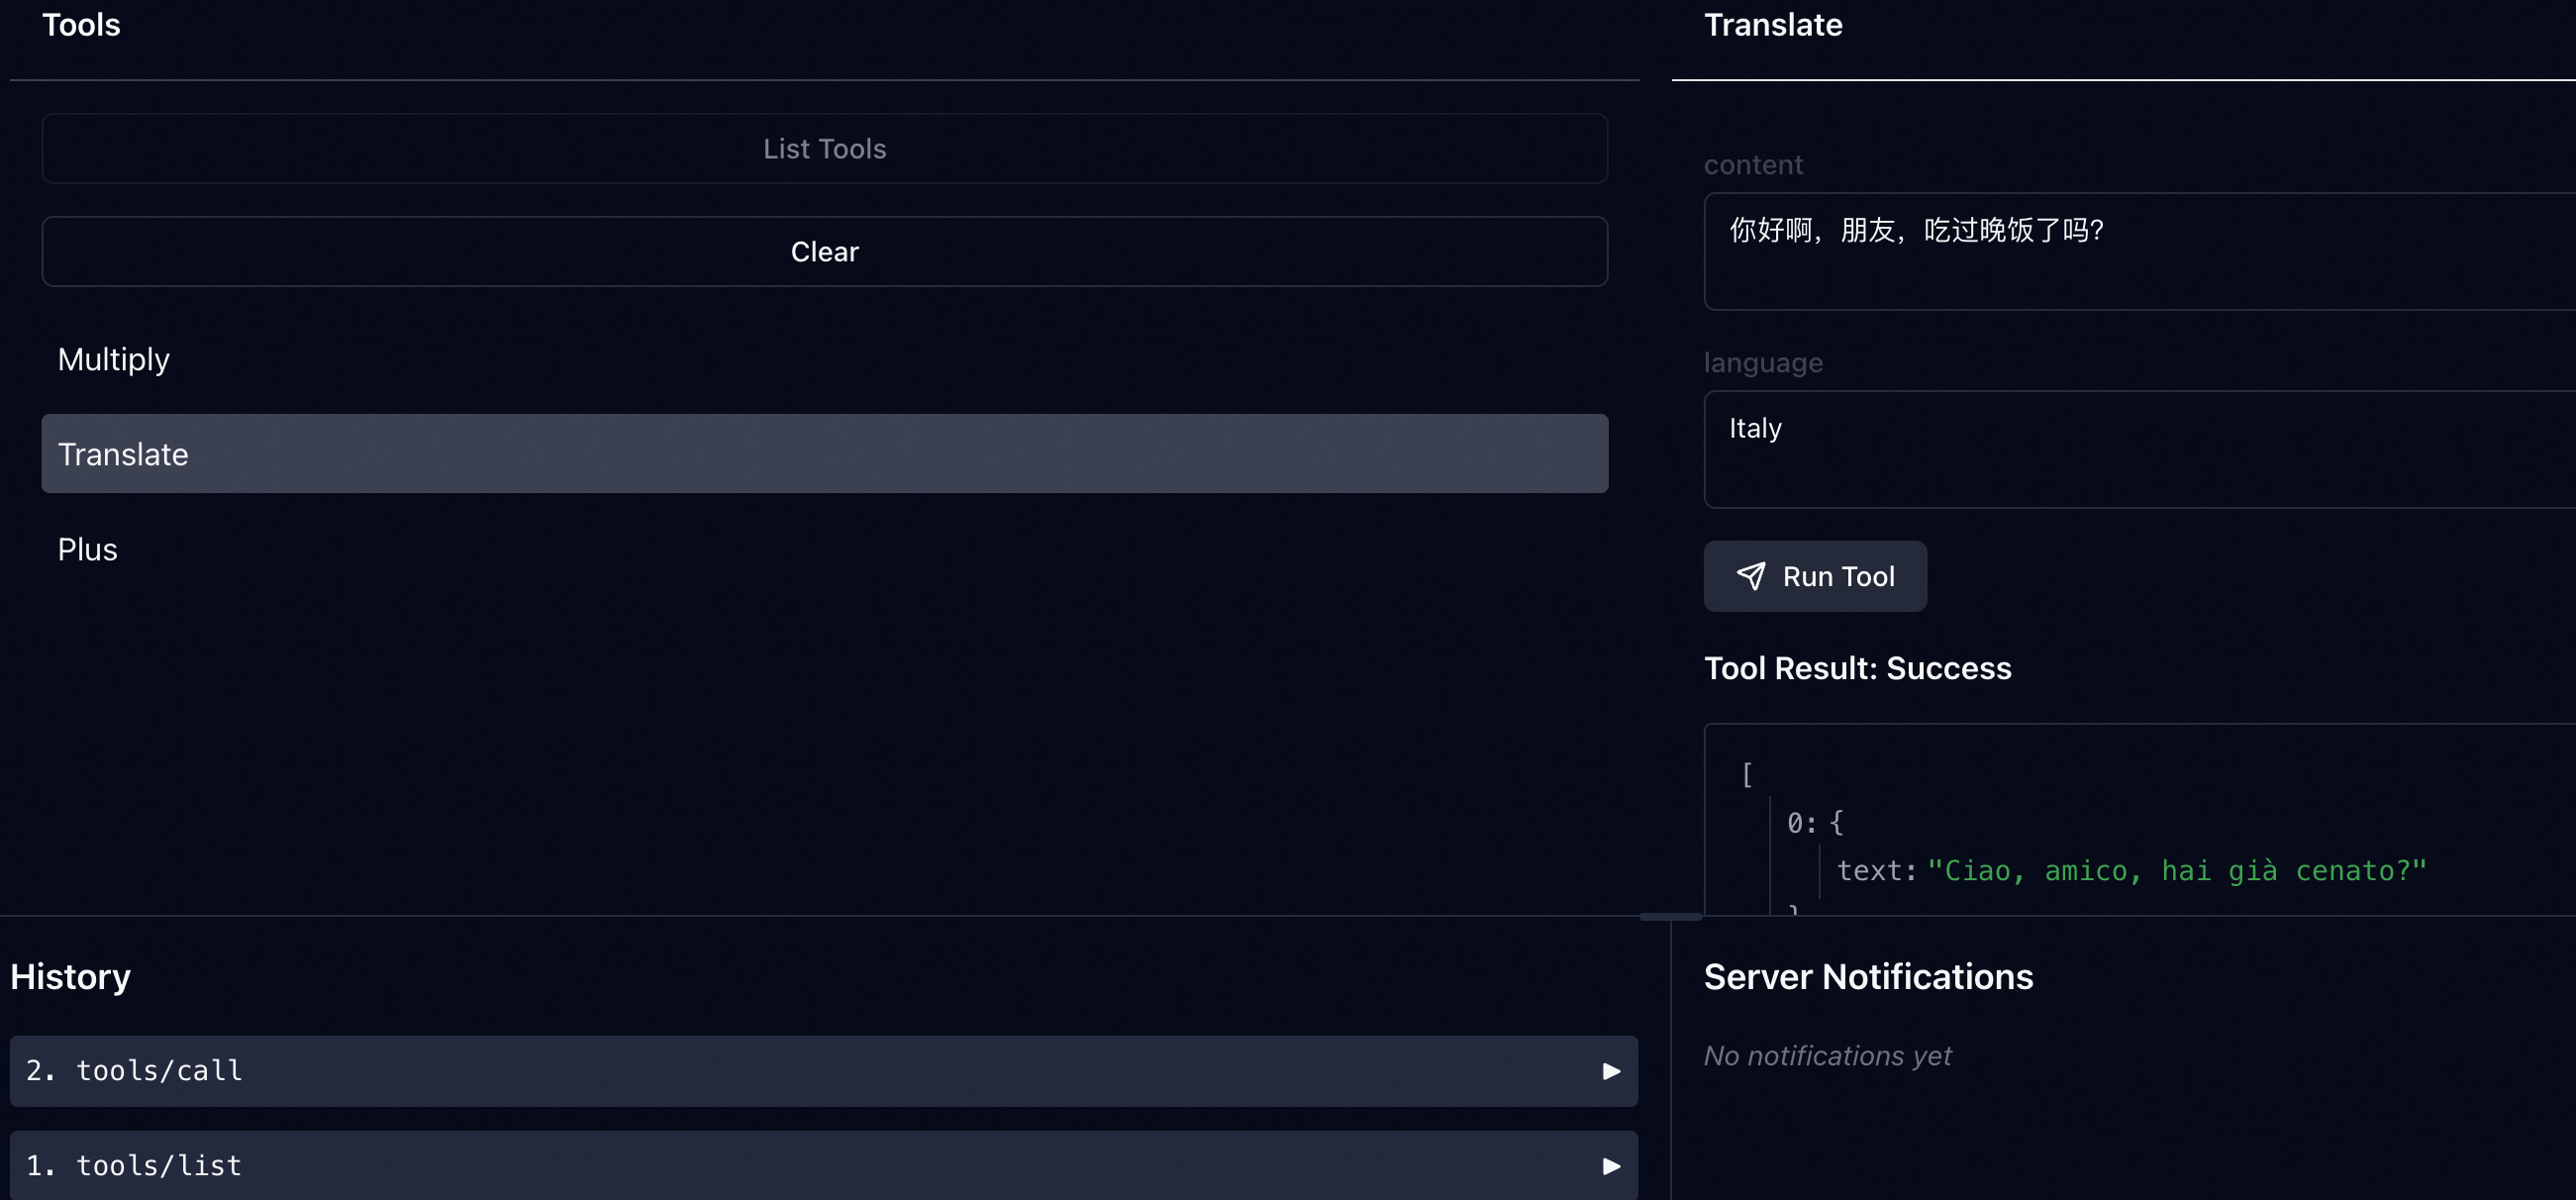 Tools
List Tools
Clear
Multiply
Translate
Plus
Translate
content
你好啊，朋友，吃过晚饭了吗?
language
Italy
Run Tool
Tool Result: Success
[
0: {
text: "Ciao, amico, hai già cenato?"
}
History
2. tools/call
1. tools/list
Server Notifications
No notifications yet